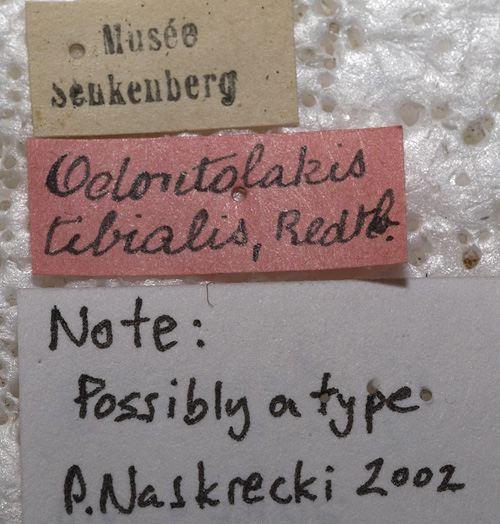 Musée
Senkenberg
Odontolakis
tibialis, Redtb.
Note:
Possibly a type
P. Naskrecki 2002